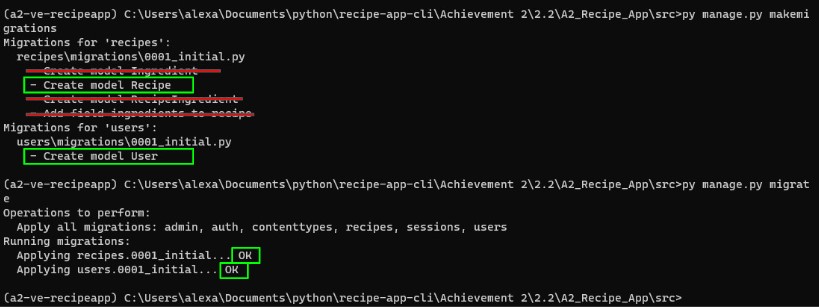 (a2-ve-recipeapp) C:\Users\alexa\Documents\python\recipe-app-cli\Achievement 2\2.2\A2_Recipe_App\src>py manage.py makemi
grations
Migrations for 'recipes':
  recipes\migrations\0001_initial.py
    - Create model Ingredient
    - Create model Recipe
    - Create model RecipeIngredient
    - Add field ingredients to recipe
Migrations for 'users':
  users\migrations\0001_initial.py
    - Create model User
(a2-ve-recipeapp) C:\Users\alexa\Documents\python\recipe-app-cli\Achievement 2\2.2\A2_Recipe_App\src>py manage.py migrat
e
Operations to perform:
  Apply all migrations: admin, auth, contenttypes, recipes, sessions, users
Running migrations:
  Applying recipes.0001_initial... OK
  Applying users.0001_initial... OK
(a2-ve-recipeapp) C:\Users\alexa\Documents\python\recipe-app-cli\Achievement 2\2.2\A2_Recipe_App\src>